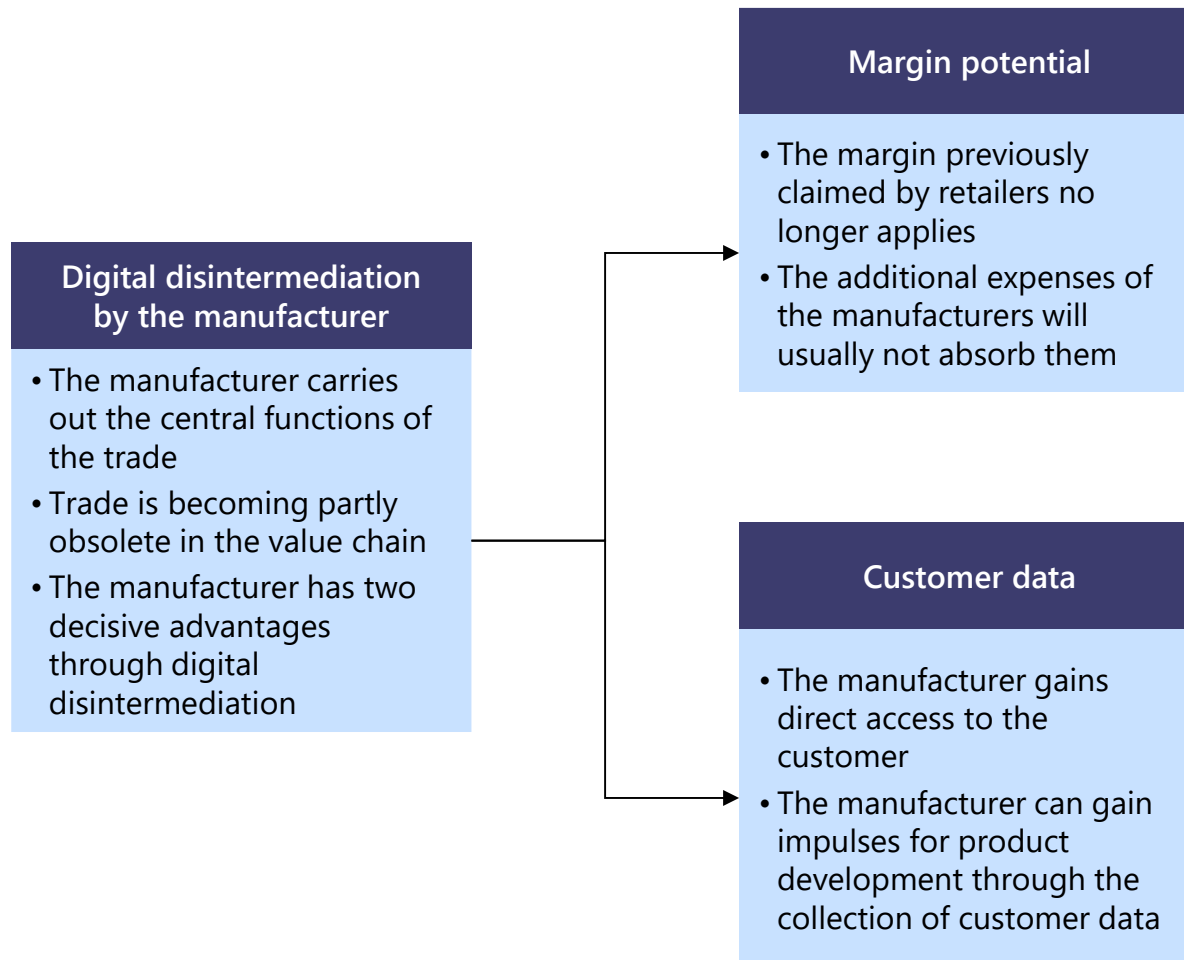 Digital disintermediation
by the manufacturer
• The manufacturer carries
out the central functions of
the trade
• Trade is becoming partly
obsolete in the value chain
• The manufacturer has two
decisive advantages
through digital
disintermediation
Margin potential
• The margin previously
claimed by retailers no
longer applies
• The additional expenses of
the manufacturers will
usually not absorb them
Customer data
• The manufacturer gains
direct access to the
customer
• The manufacturer can gain
impulses for product
development through the
collection of customer data